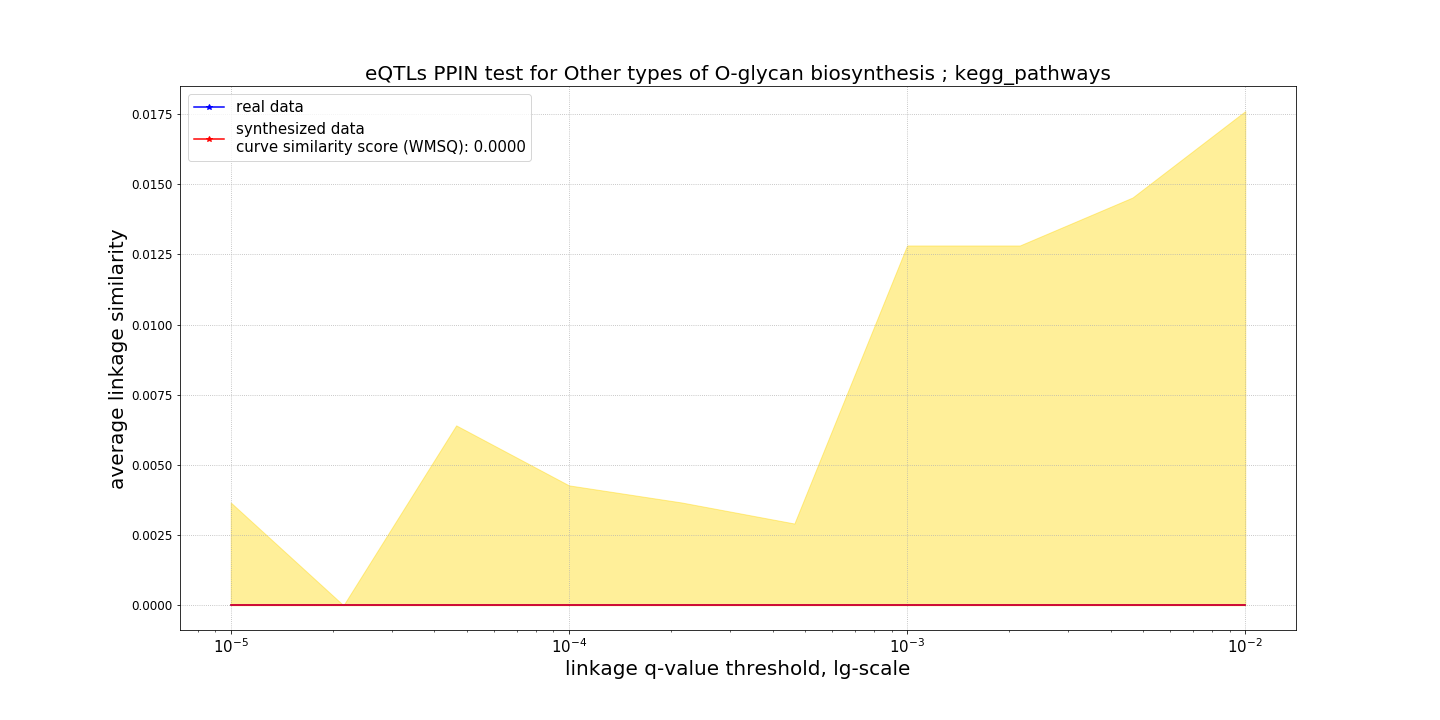 eQTLs PPIN test for Other types of O-glycan biosynthesis ; kegg_pathways
real data
synthesized data
curve similarity score (WMSQ): 0.0000
average linkage similarity
0.0175
0.0150
0.0125
0.0100
0.0075
0.0050
0.0025
0.0000
10⁻⁵
10⁻⁴
10⁻³
10⁻²
linkage q-value threshold, lg-scale